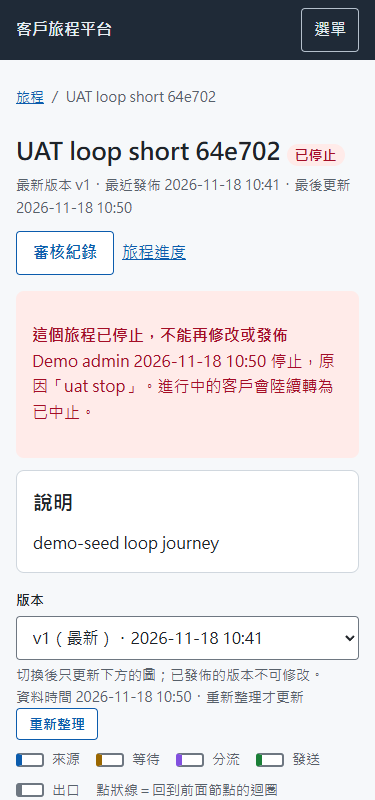 客戶旅程平台
選單
旅程 / UAT loop short 64e702
UAT loop short 64e702 已停止
最新版本 v1 · 最近發佈 2026-11-18 10:41 · 最後更新
2026-11-18 10:50
審核紀錄 旅程進度
這個旅程已停止，不能再修改或發佈
Demo admin 2026-11-18 10:50 停止，原
因「uat stop」。進行中的客戶會陸續轉為
已中止。
說明
demo-seed loop journey
版本
v1（最新）· 2026-11-18 10:41
切換後只更新下方的圖；已發佈的版本不可修改。
資料時間 2026-11-18 10:50 · 重新整理才更新
重新整理
來源 等待 分流 發送
出口 點狀線＝回到前面節點的迴圈